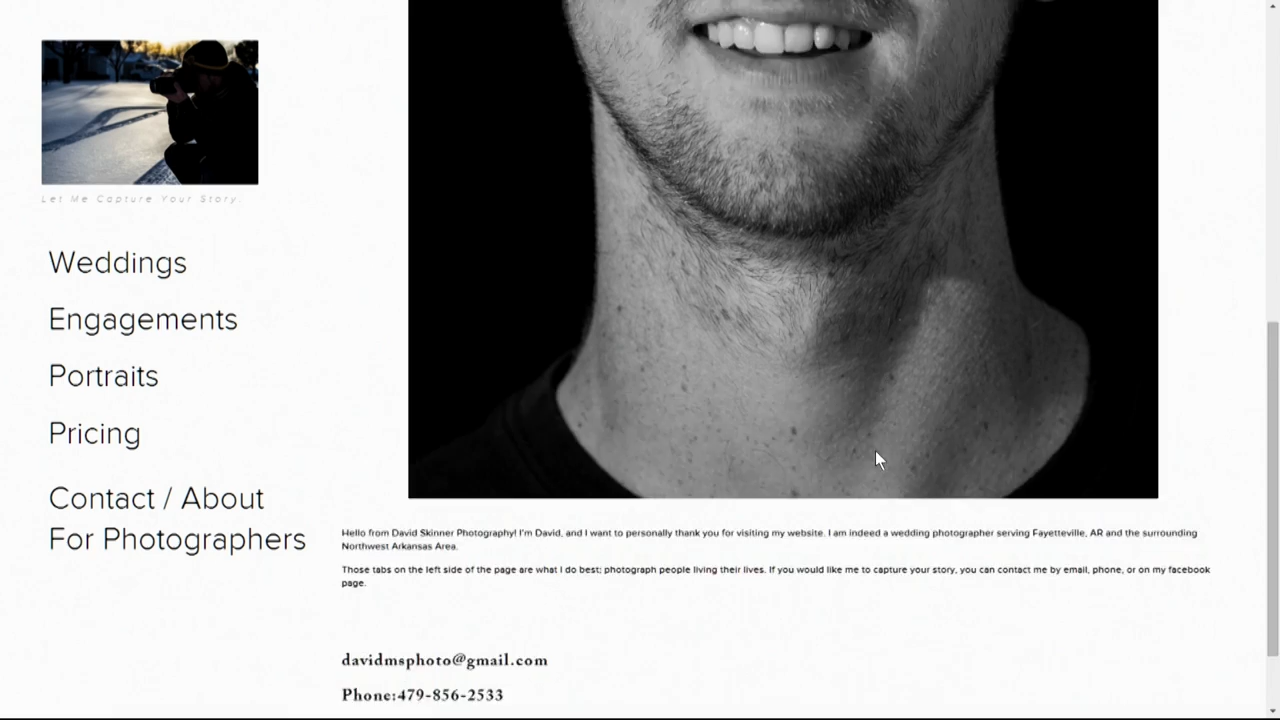 Let Me Capture Your Story.
Weddings
Engagements
Portraits
Pricing
Contact / About
For Photographers
Hello from David Skinner Photography! I'm David, and I want to personally thank you for visiting my website. I am indeed a wedding photographer serving Fayetteville, AR and the surrounding
Northwest Arkansas Area.
Those tabs on the left side of the page are what I do best; photograph people living their lives. If you would like me to capture your story, you can contact me by email, phone, or on my facebook
page.
davidmsphoto@gmail.com
Phone:479-856-2533